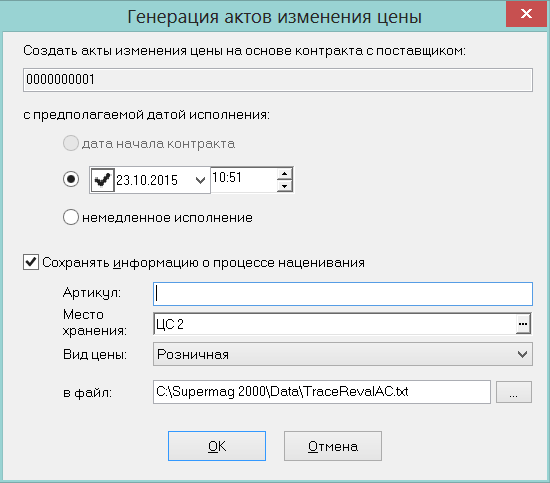 Генерация актов изменения цены
Создать акты изменения цены на основе контракта с поставщиком:
0000000001
с предполагаемой датой исполнения:
дата начала контракта
23.10.2015 10:51
немедленное исполнение
Сохранять информацию о процессе наценивания
Артикул:
Место
хранения:
ЦС 2 ...
Вид цены: Розничная
в файл: C:\Supermag 2000\Data\TraceRevalAC.txt ...
OK Отмена